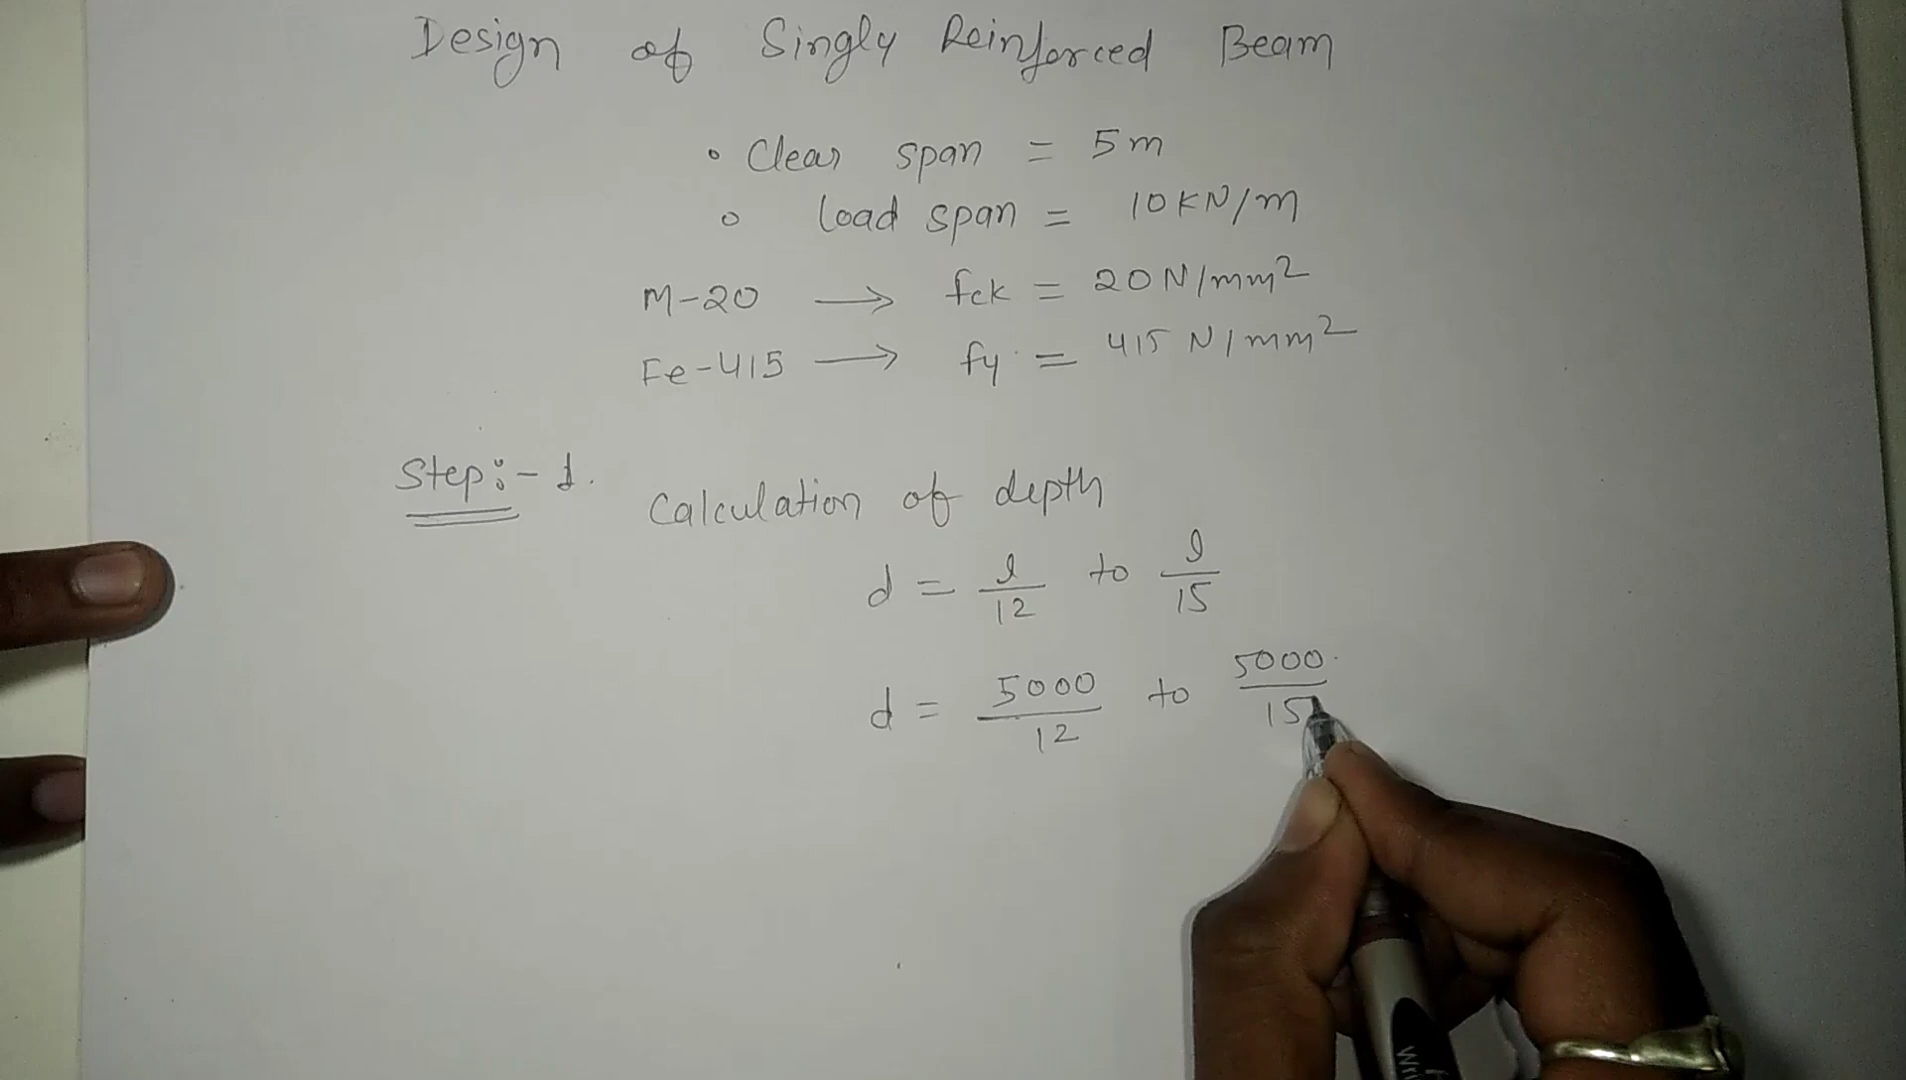 Design of Singly Reinforced Beam
• Clear span = 5m
o Load span = 10KN/m
M-20 → fck = 20N/mm²
Fe-415 → fy = 415 N/mm²
Step:-1. Calculation of depth
d = l/12 to l/15
d = 5000/12 to 5000/15